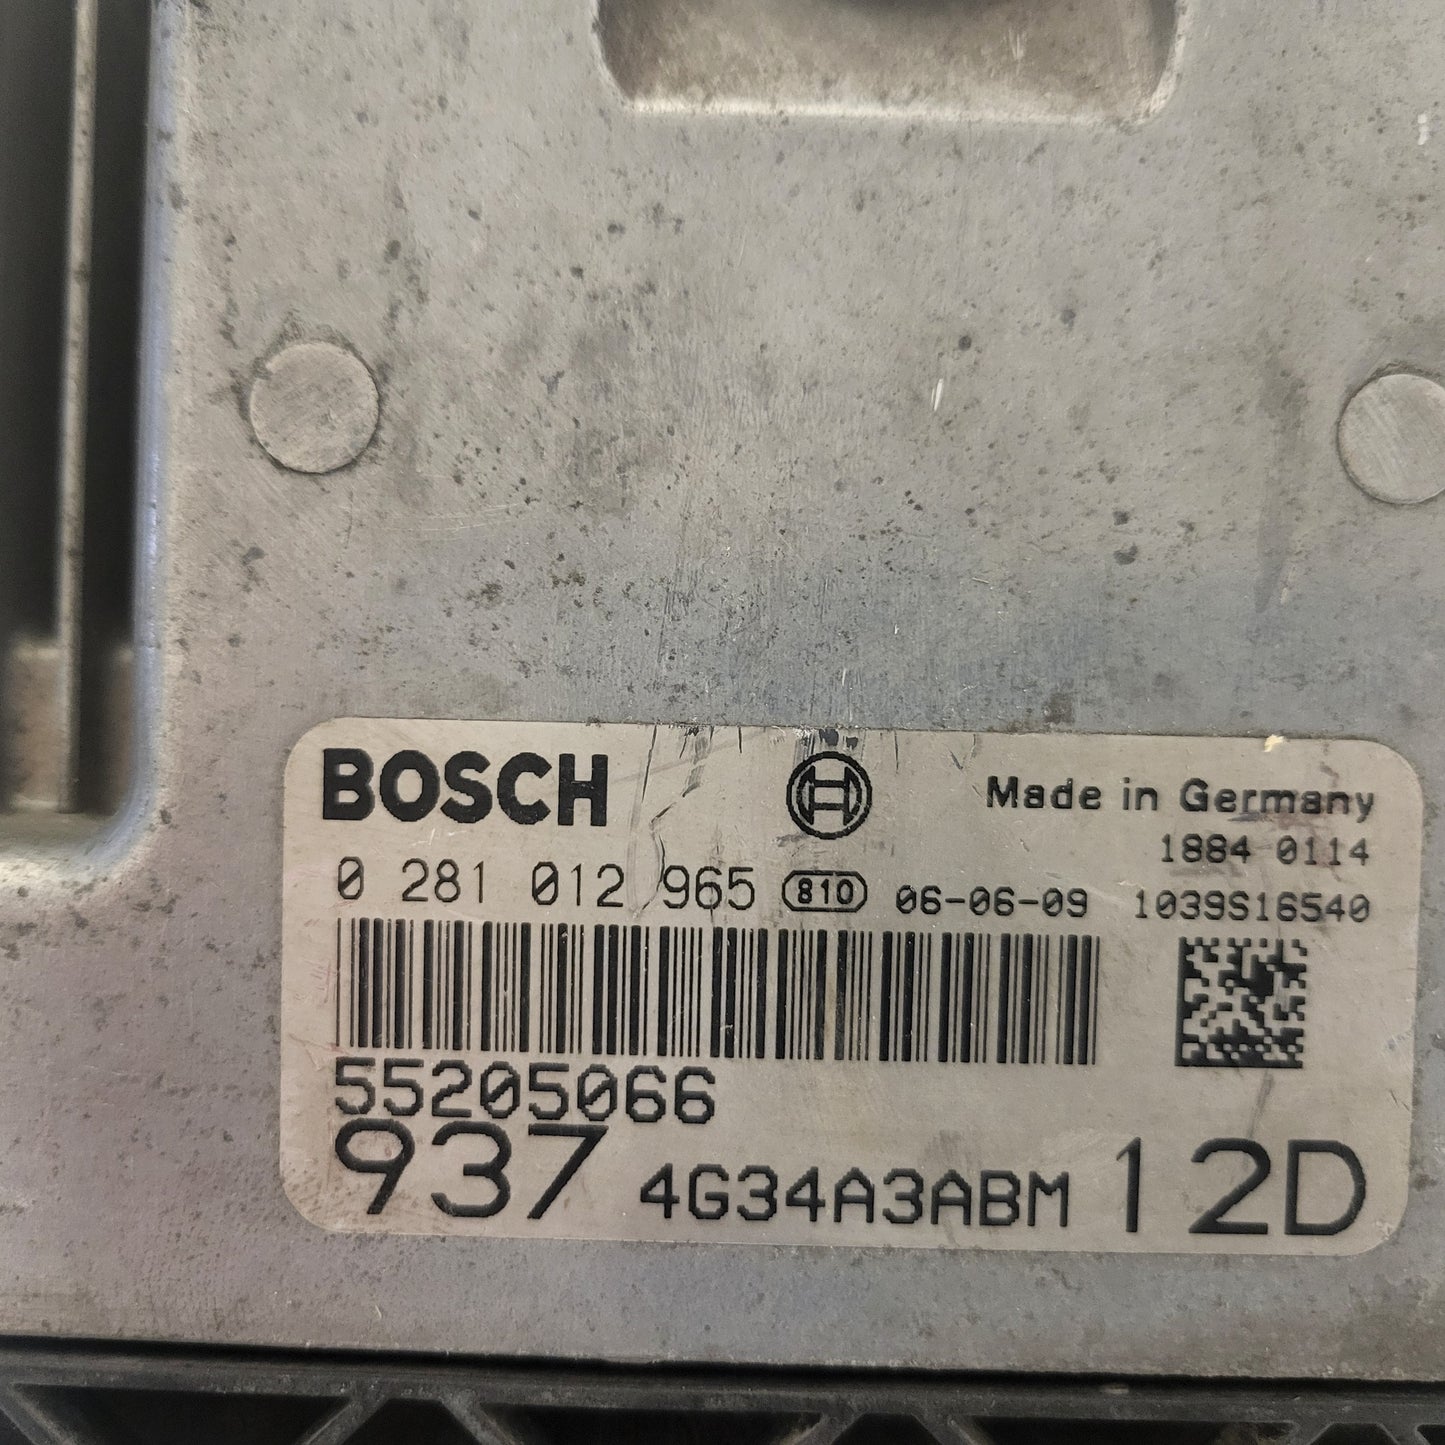 BOSCH
Made in Germany
1884 0114
0 281 012 965 810 06-06-09 1039S16540
55205066
937 4G34A3ABM 12D